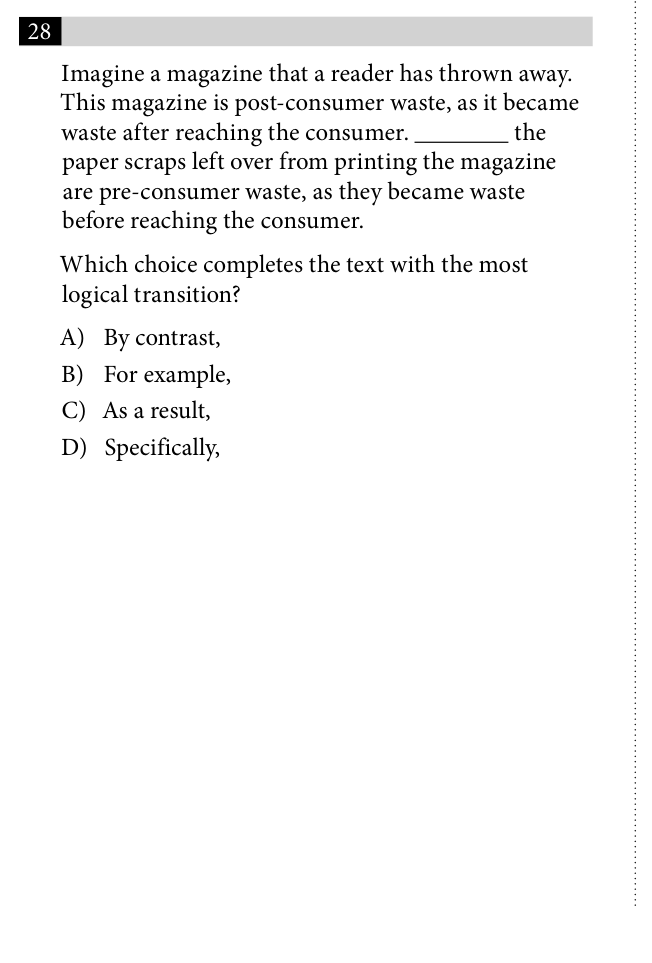 28
Imagine a magazine that a reader has thrown away.
This magazine is post-consumer waste, as it became
waste after reaching the consumer. ________ the
paper scraps left over from printing the magazine
are pre-consumer waste, as they became waste
before reaching the consumer.
Which choice completes the text with the most
logical transition?
A) By contrast,
B) For example,
C) As a result,
D) Specifically,